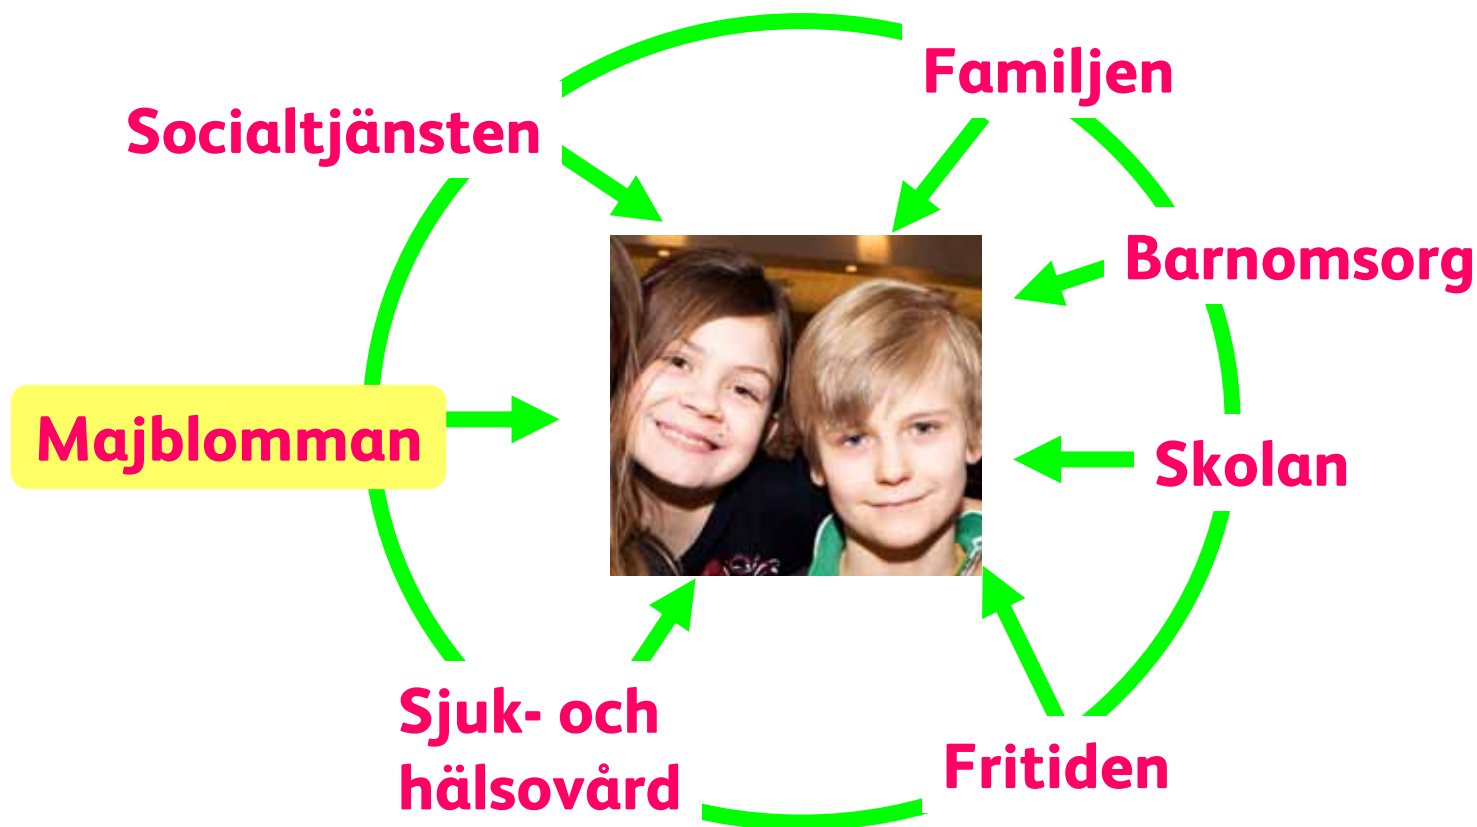 Familjen
Socialtjänsten
Barnomsorg
Majblomman
Skolan
Sjuk- och
hälsovård
Fritiden